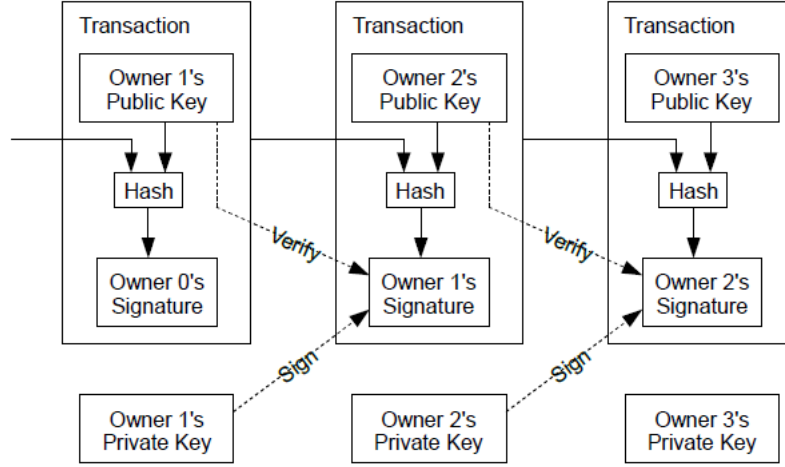 Transaction
Owner 1's
Public Key
Hash
Owner 0's
Signature
Transaction
Owner 2's
Public Key
Hash
Verify
Owner 1's
Signature
Transaction
Owner 3's
Public Key
Hash
Verify
Owner 2's
Signature
Sign
Sign
Owner 1's
Private Key
Owner 2's
Private Key
Owner 3's
Private Key